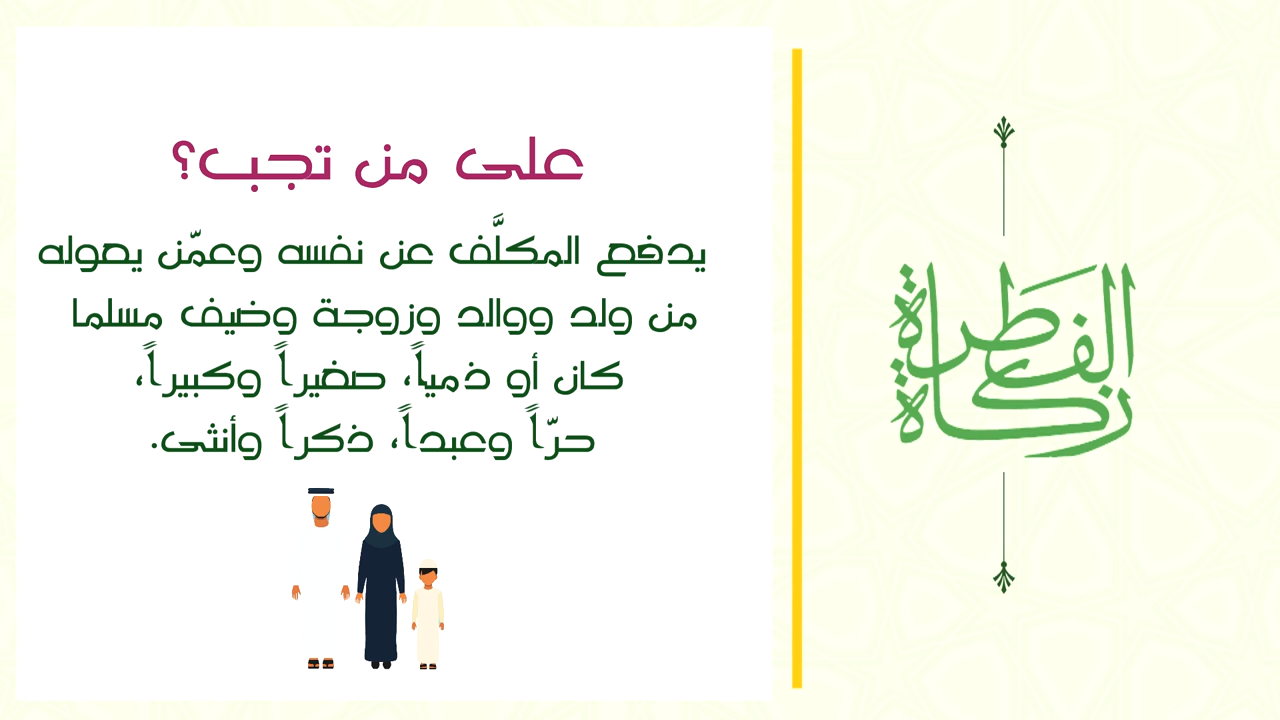 على من تجب؟
يدفع المكلَّف عن نفسه وعمّن يعوله
من ولد ووالد وزوجة وضيف مسلما
كان أو ذمياً، صغيراً وكبيراً،
حرّاً وعبداً، ذكراً وأنثى.
زكاة الفطرة